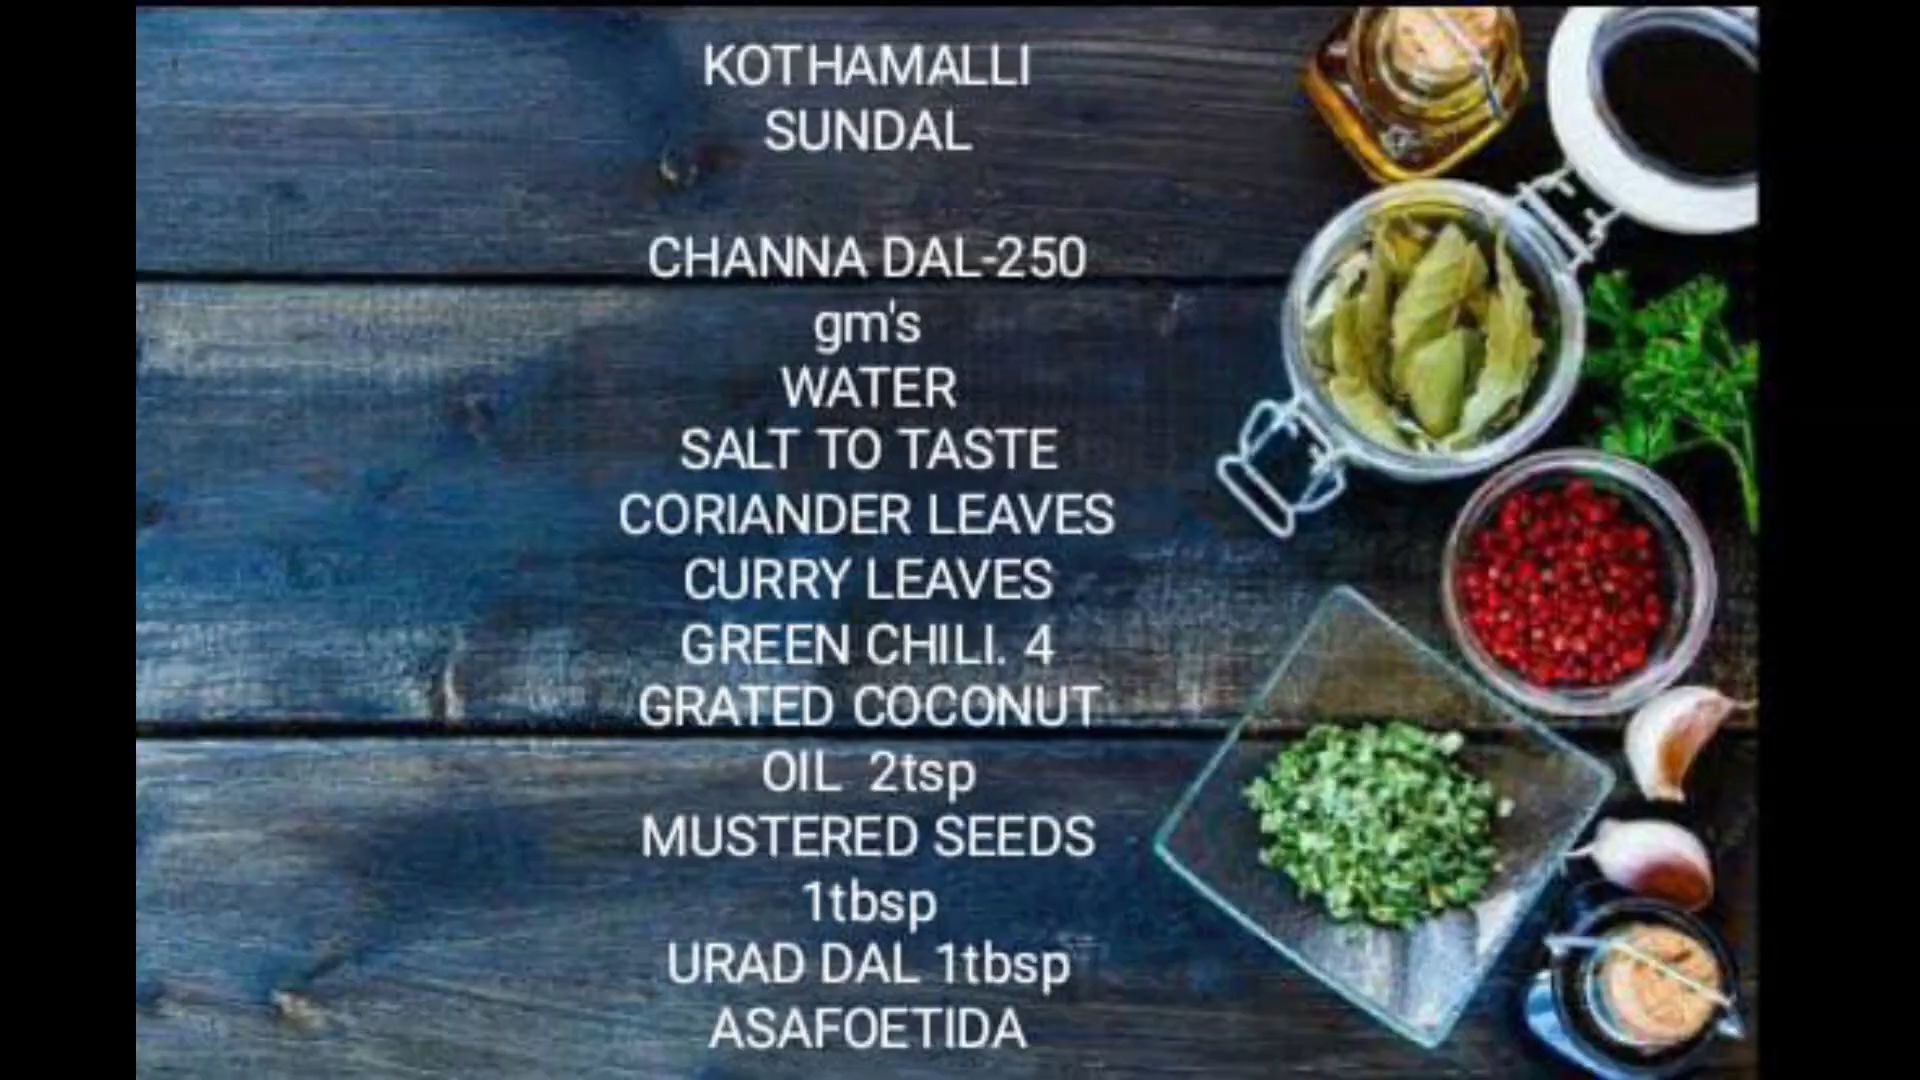 KOTHAMALLI
SUNDAL
CHANNA DAL-250
gm's
WATER
SALT TO TASTE
CORIANDER LEAVES
CURRY LEAVES
GREEN CHILI. 4
GRATED COCONUT
OIL 2tsp
MUSTERED SEEDS
1tbsp
URAD DAL 1tbsp
ASAFOETIDA